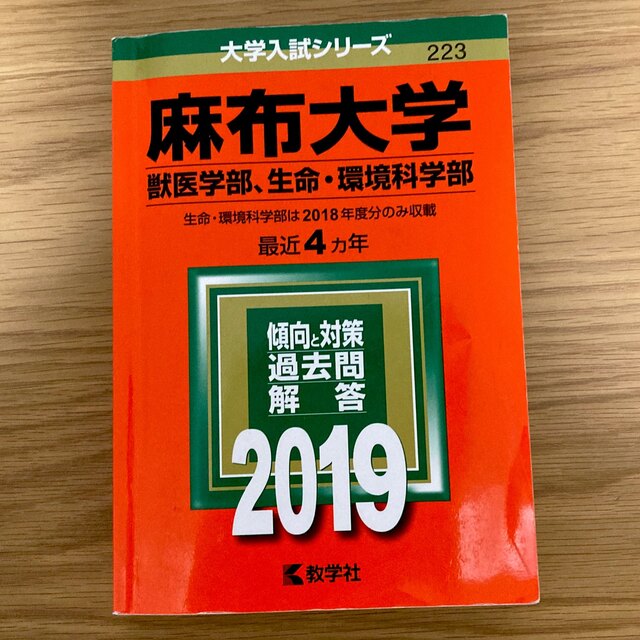 大学入試シリーズ
223
麻布大学
獣医学部、生命・環境科学部
生命・環境科学部は2018年度分のみ収載
最近4カ年
傾向と対策
過去問
解答
2019
教学社